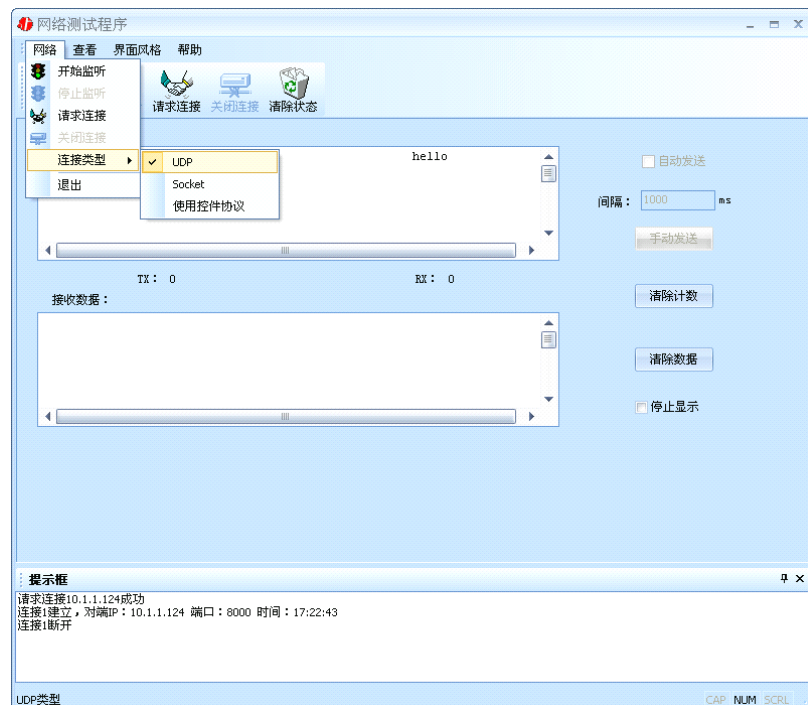 网络测试程序
网络 查看 界面风格 帮助
开始监听
停止监听
请求连接
关闭连接
连接类型
退出
请求连接 关闭连接 清除状态
UDP
Socket
使用控件协议
hello
自动发送
间隔： 1000 ms
手动发送
TX： 0 RX： 0
清除计数
接收数据：
清除数据
停止显示
提示框
请求连接10.1.1.124成功
连接1建立，对端IP：10.1.1.124 端口：8000 时间：17:22:43
连接1断开
UDP类型 CAP NUM SCRL